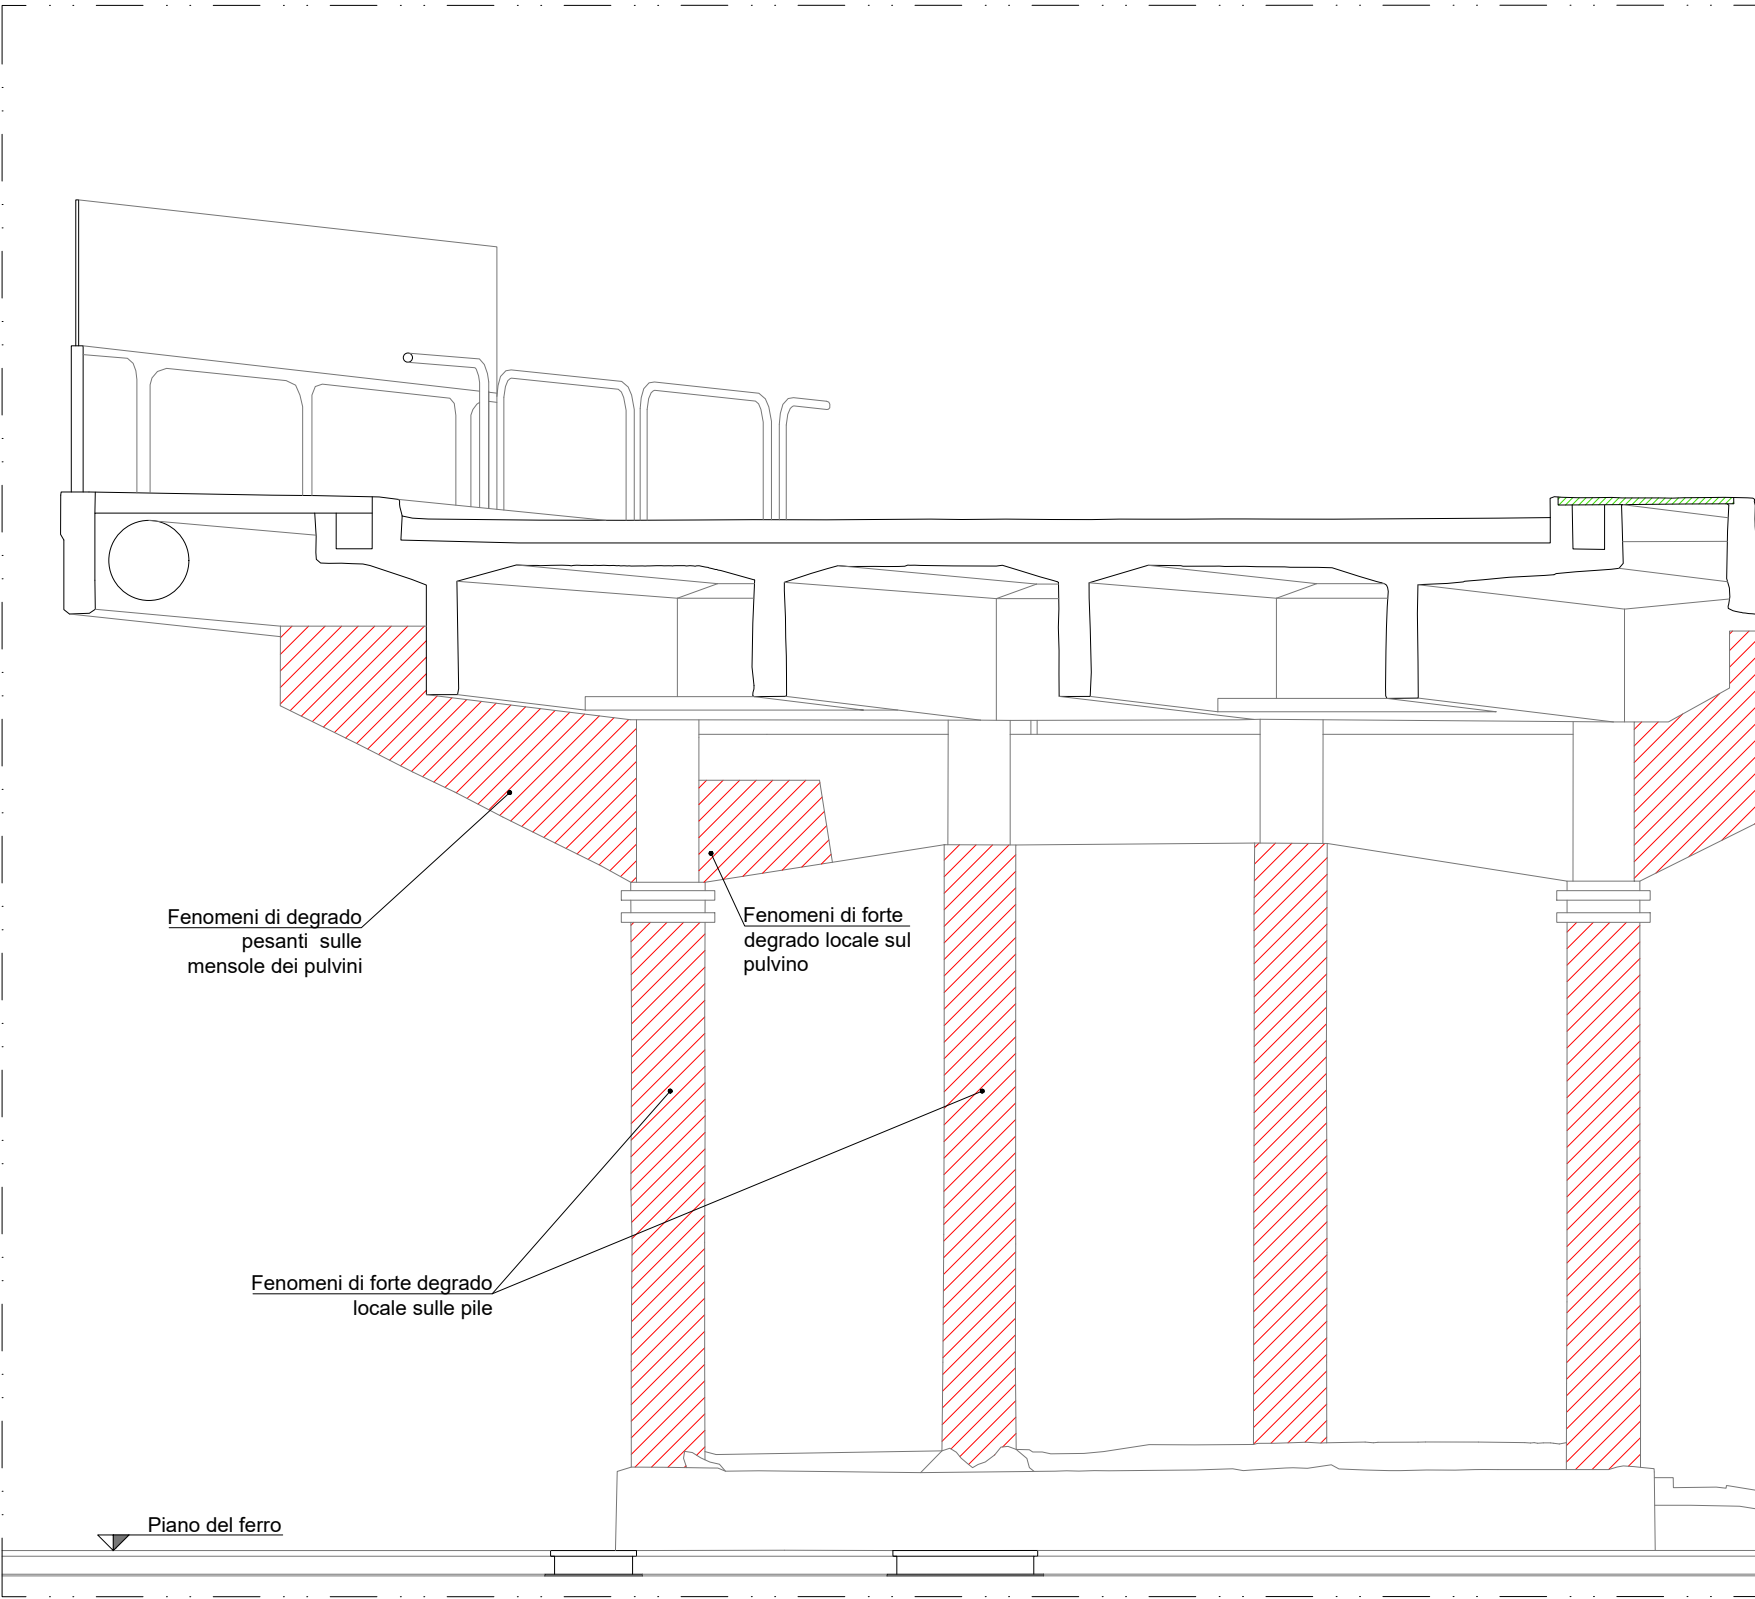 Fenomeni di degrado
pesanti sulle
mensole dei pulvini
Fenomeni di forte
degrado locale sul
pulvino
Fenomeni di forte degrado
locale sulle pile
Piano del ferro